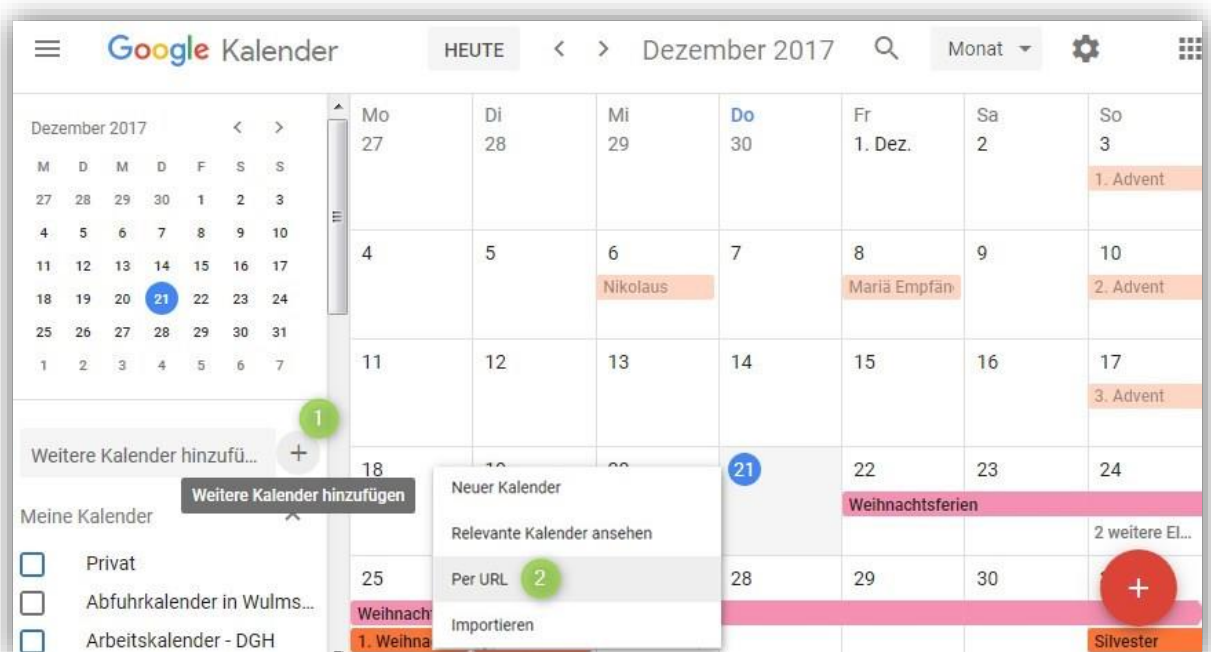 Google Kalender HEUTE < > Dezember 2017 Monat
Dezember 2017 < >
M D M D F S S
27 28 29 30 1 2 3
4 5 6 7 8 9 10
11 12 13 14 15 16 17
18 19 20 21 22 23 24
25 26 27 28 29 30 31
1 2 3 4 5 6 7
1
Weitere Kalender hinzufü... +
Weitere Kalender hinzufügen
Meine Kalender
Privat
Abfuhrkalender in Wulms...
Arbeitskalender - DGH
Mo Di Mi Do Fr Sa So
27 28 29 30 1. Dez. 2 3
1. Advent
4 5 6 7 8 9 10
Nikolaus Mariä Empfän 2. Advent
11 12 13 14 15 16 17
3. Advent
18 21 22 23 24
Weihnachtsferien
2 weitere El...
25 28 29 30
Weihnach
1. Weihna Silvester
Neuer Kalender
Relevante Kalender ansehen
Per URL 2
Importieren
+